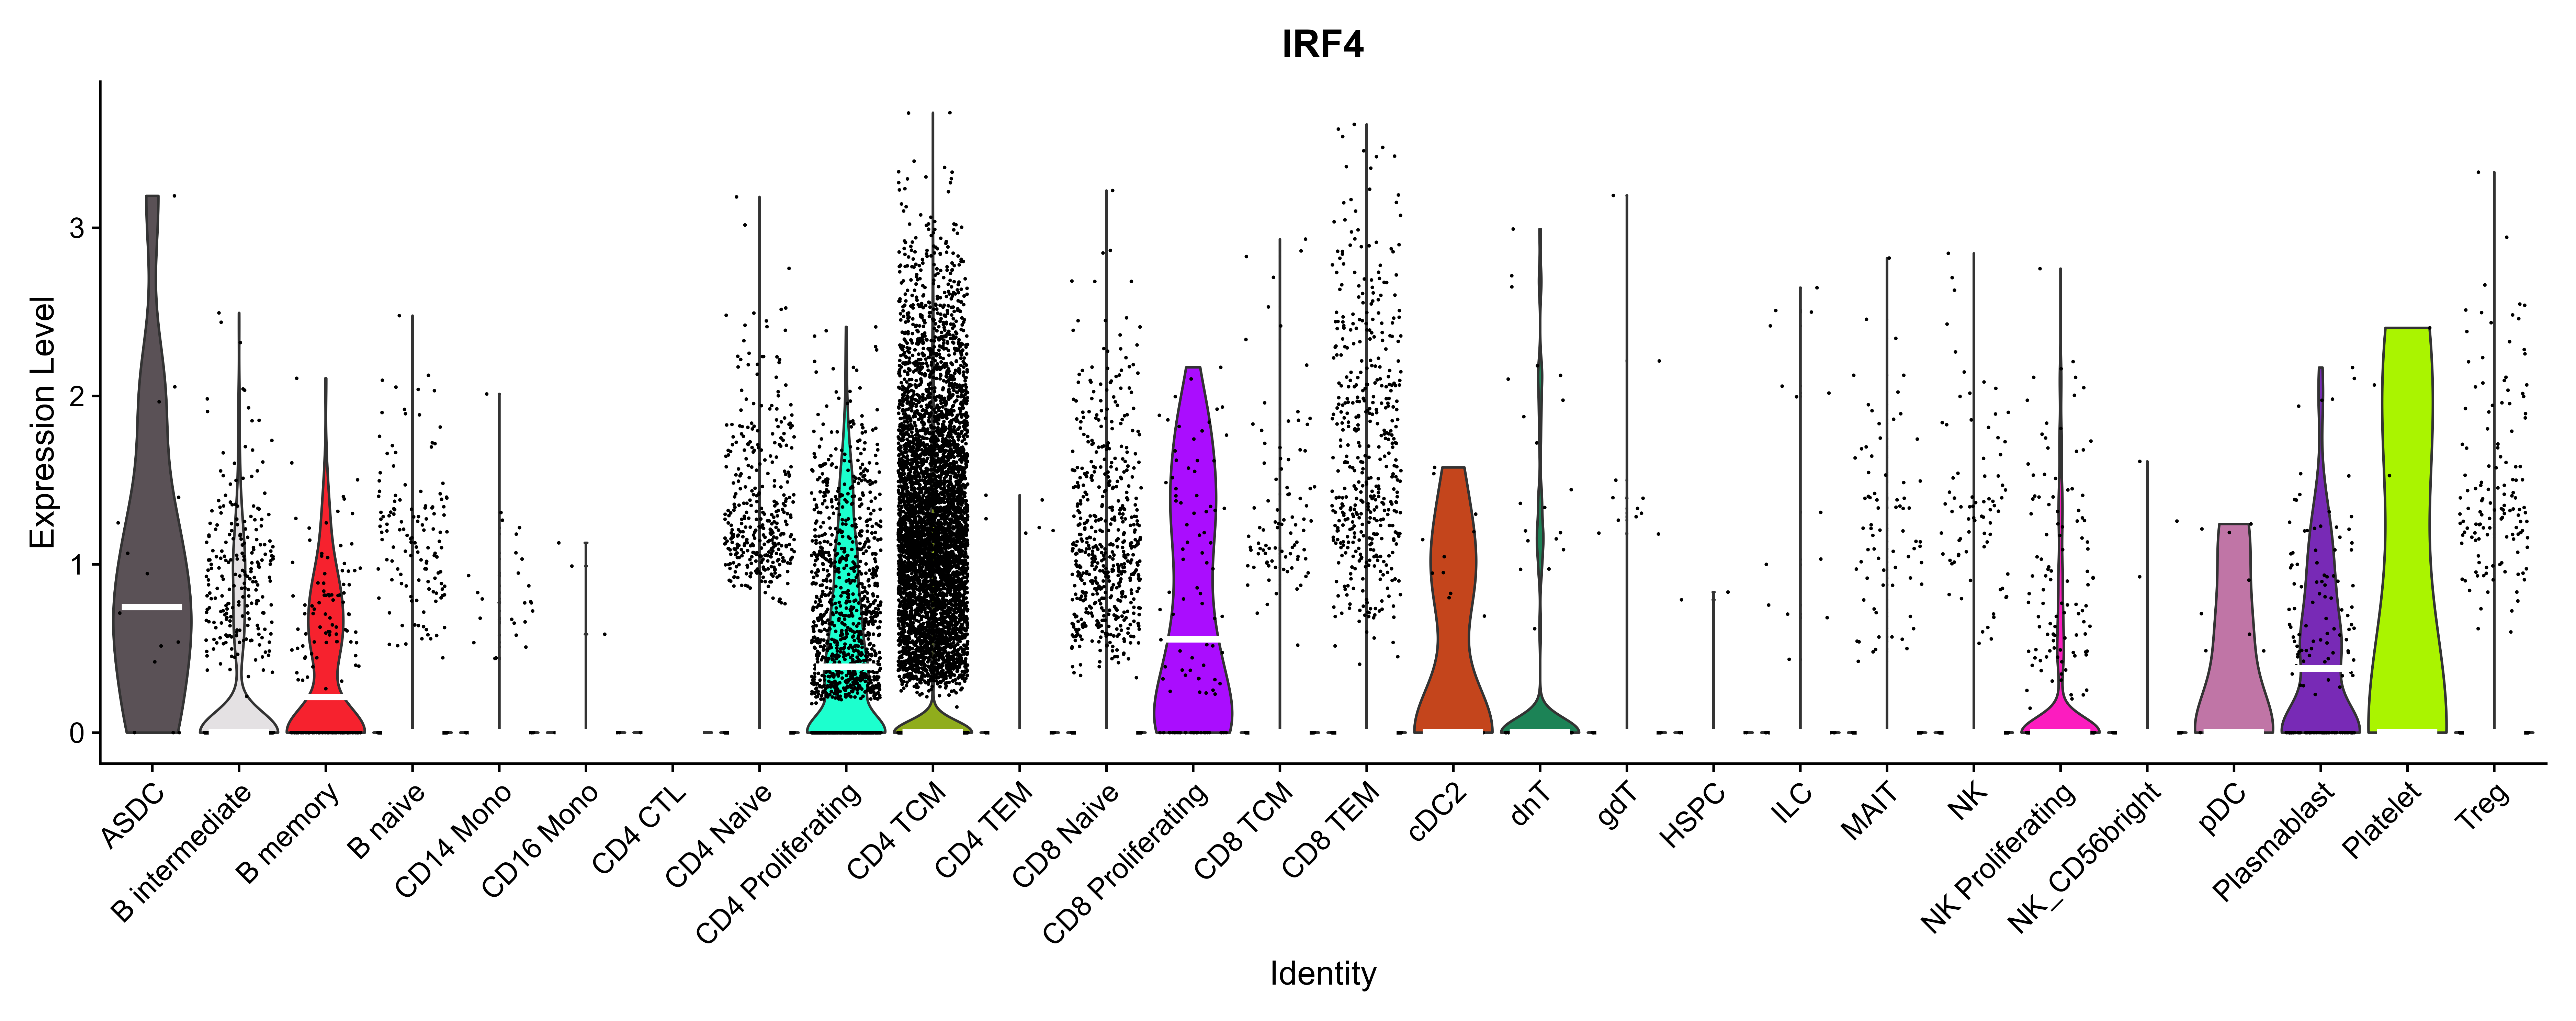 IRF4
Expression Level
3
2
1
0
ASDC
B intermediate
B memory
B naive
CD14 Mono
CD16 Mono
CD4 CTL
CD4 Naive
CD4 Proliferating
CD4 TCM
CD4 TEM
CD8 Naive
CD8 Proliferating
CD8 TCM
CD8 TEM
cDC2
dnT
gdT
HSPC
ILC
MAIT
NK
NK Proliferating
NK_CD56bright
pDC
Plasmablast
Platelet
Treg
Identity